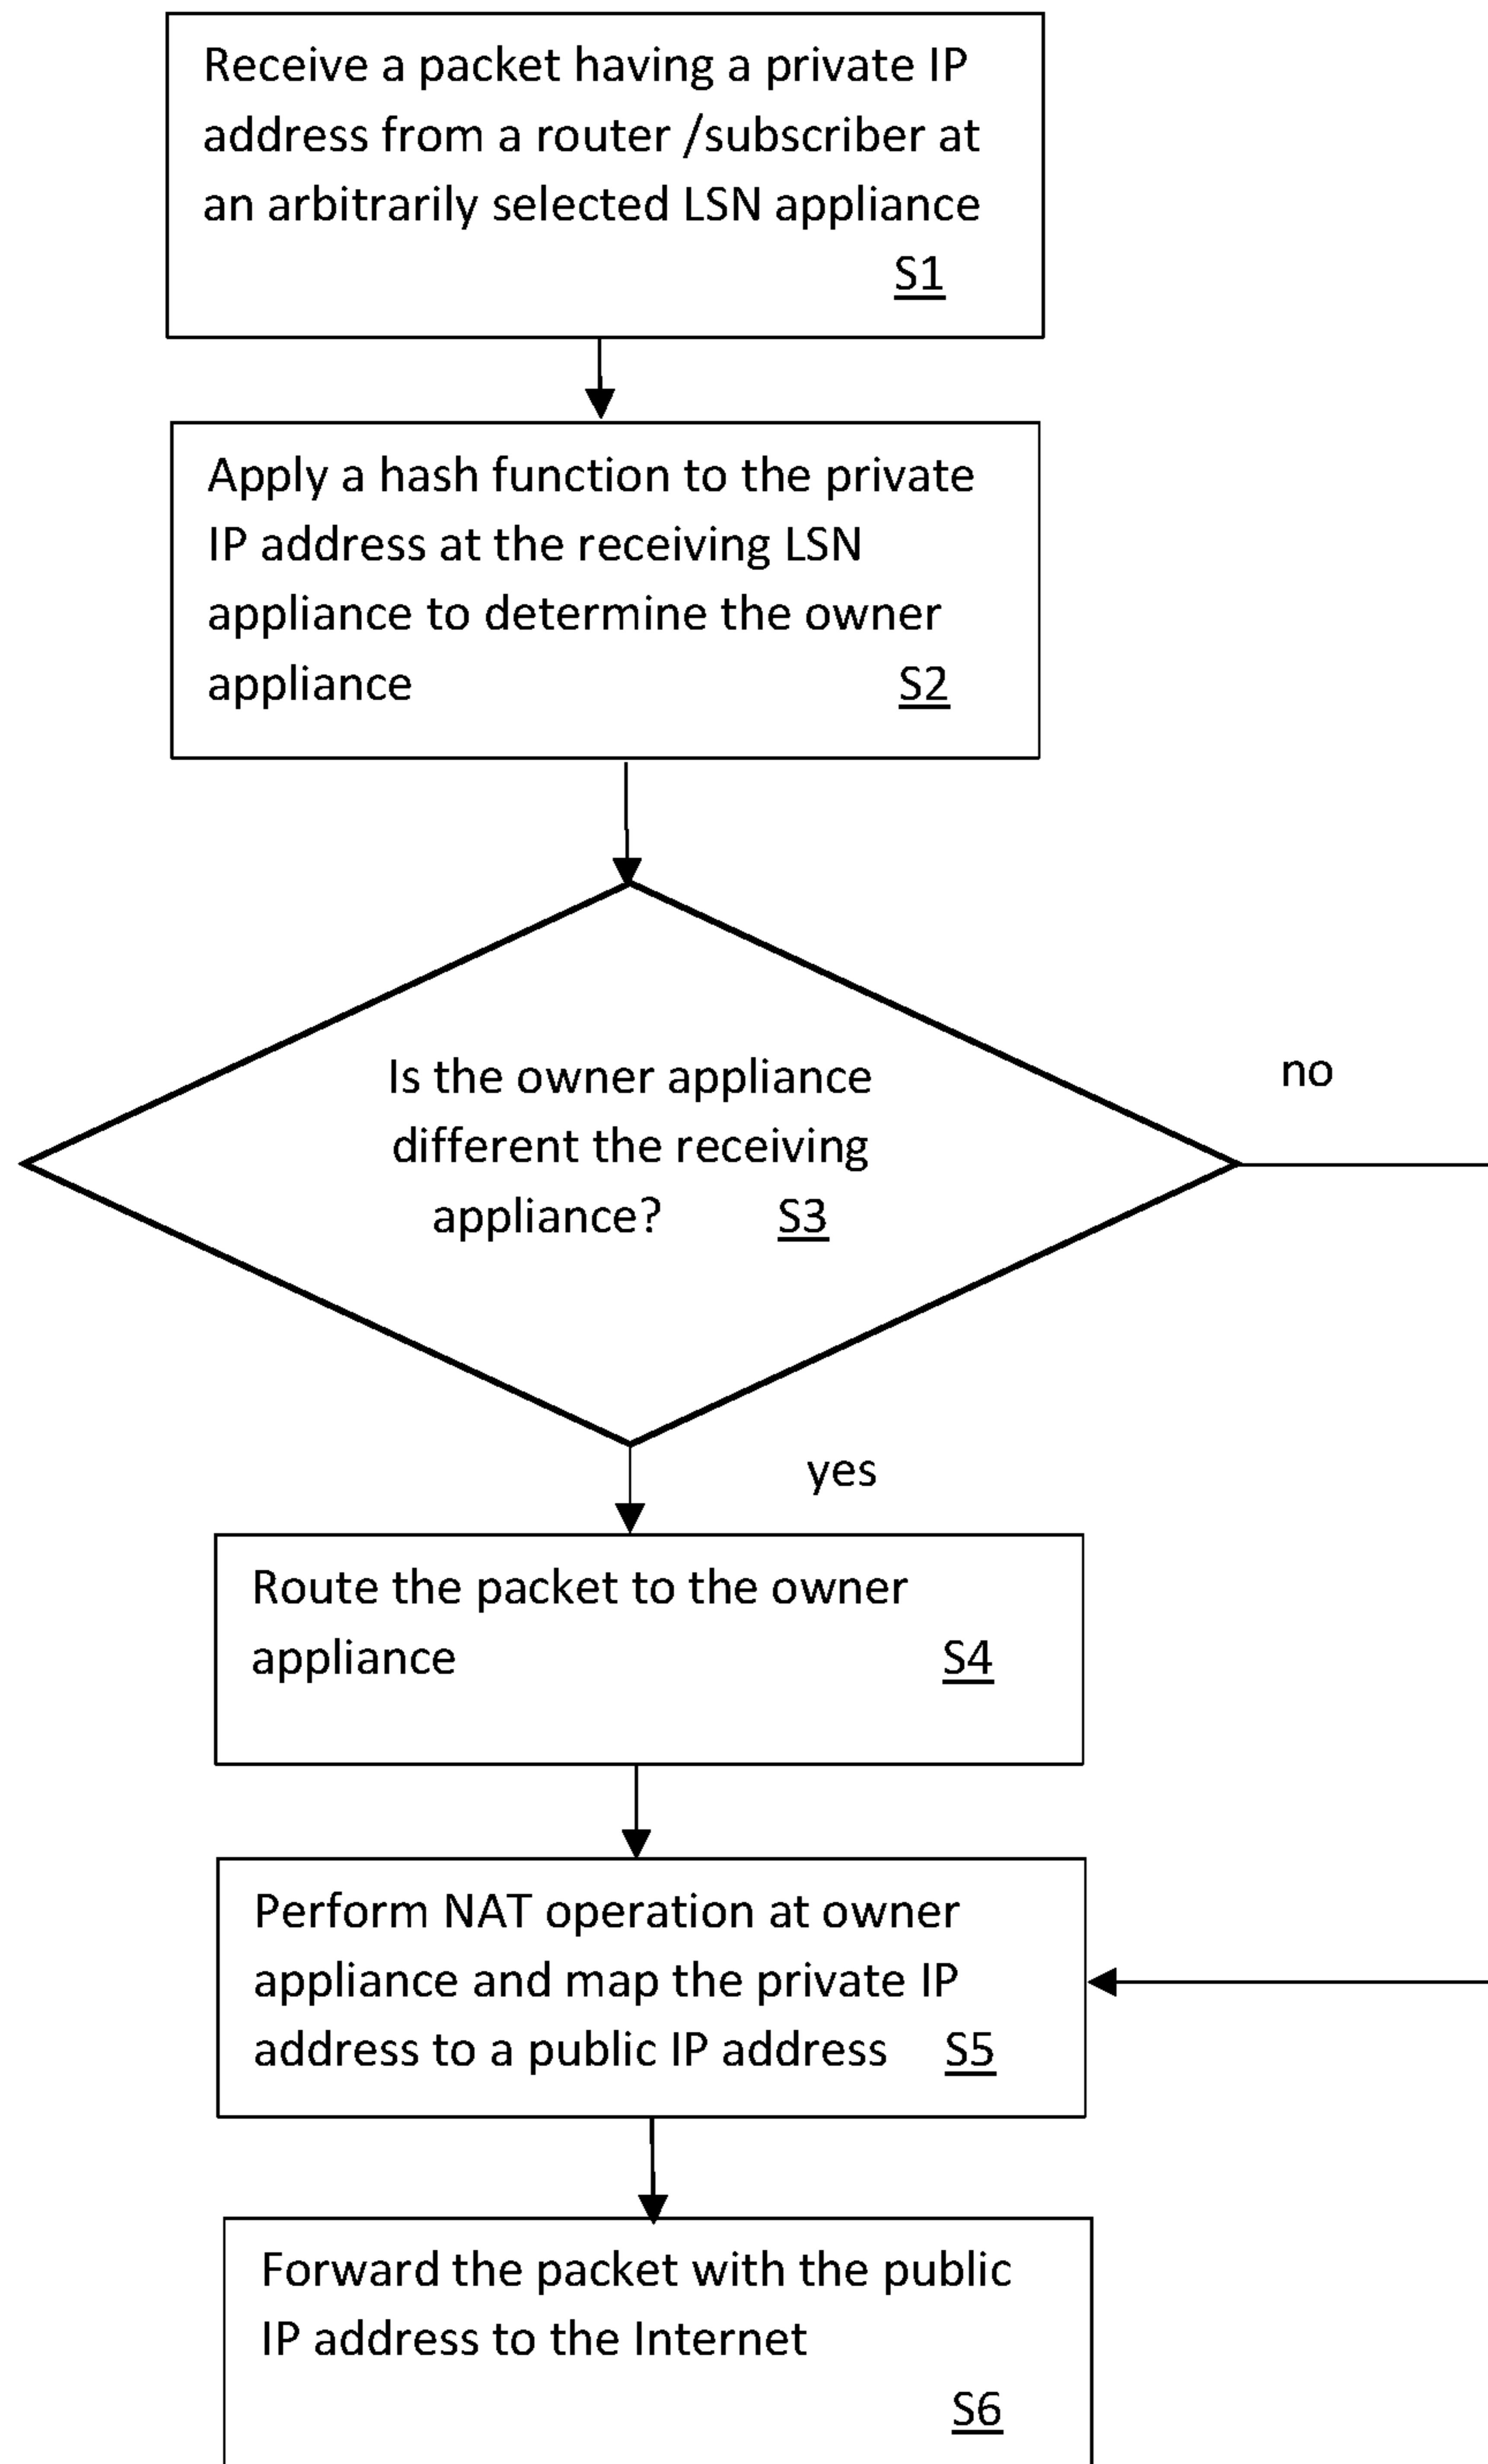 Receive a packet having a private IP
address from a router /subscriber at
an arbitrarily selected LSN appliance
S1
Apply a hash function to the private
IP address at the receiving LSN
appliance to determine the owner
appliance S2
Is the owner appliance
different the receiving
appliance? S3
no
yes
Route the packet to the owner
appliance S4
Perform NAT operation at owner
appliance and map the private IP
address to a public IP address S5
Forward the packet with the public
IP address to the Internet
S6